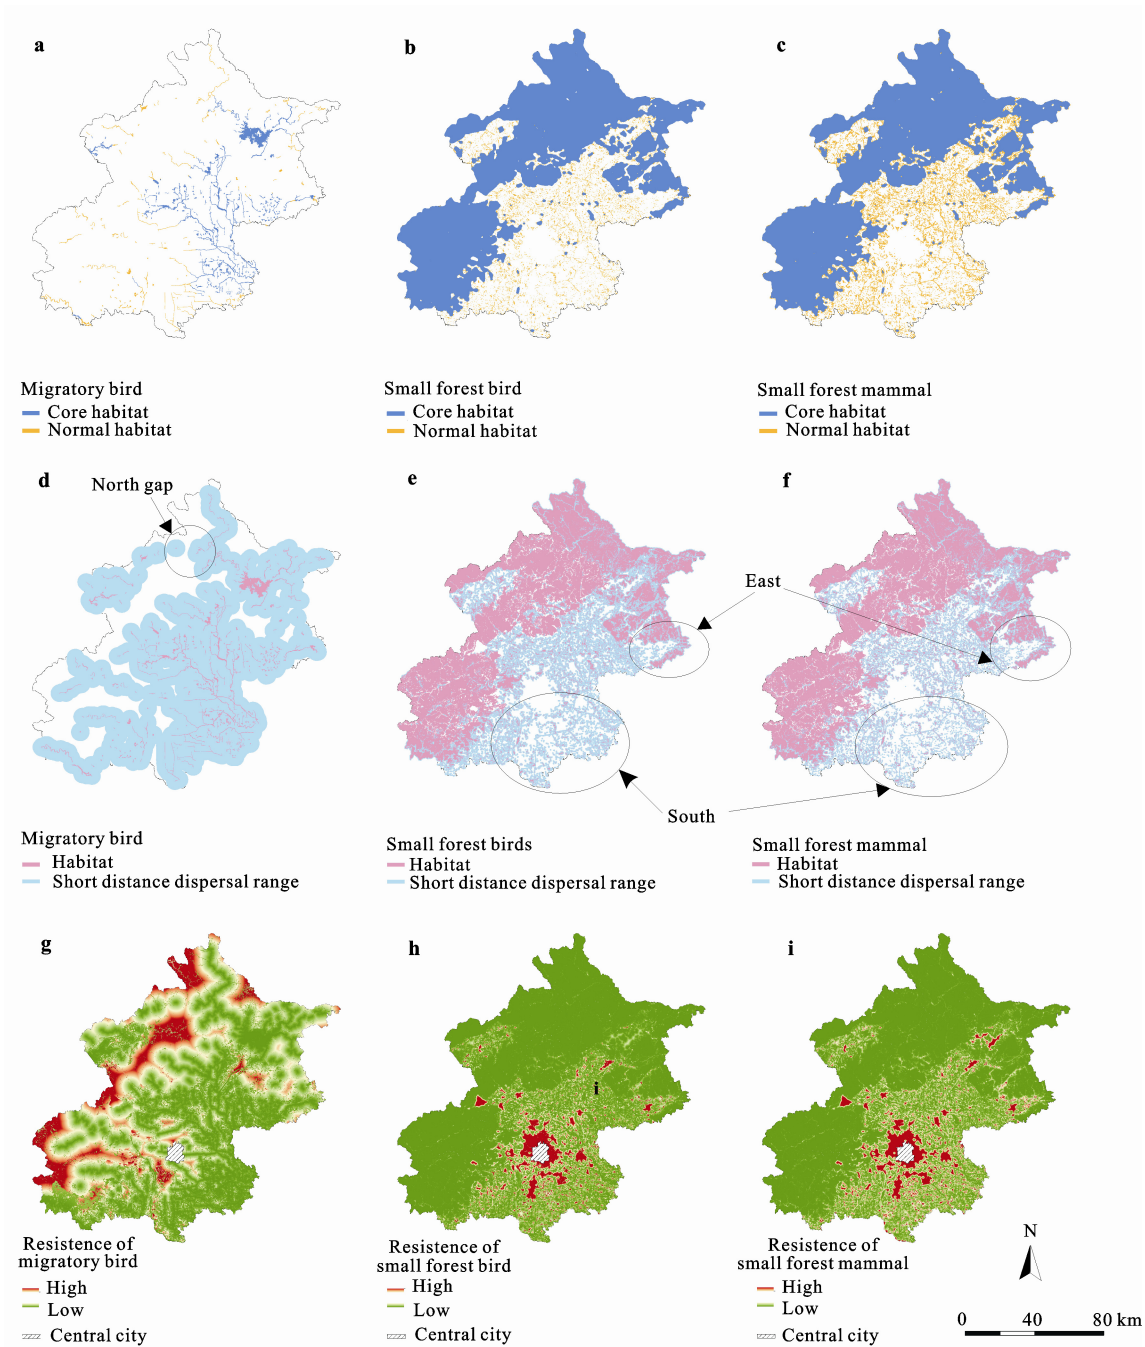 a
b
c
Migratory bird
Core habitat
Normal habitat
Small forest bird
Core habitat
Normal habitat
Small forest mammal
Core habitat
Normal habitat
d
North gap
e
f
East
South
Migratory bird
Habitat
Short distance dispersal range
Small forest birds
Habitat
Short distance dispersal range
Small forest mammal
Habitat
Short distance dispersal range
g
h
i
i
Resistence of
migratory bird
High
Low
Central city
Resistence of
small forest bird
High
Low
Central city
Resistence of
small forest mammal
High
Low
Central city
N
0 40 80 km